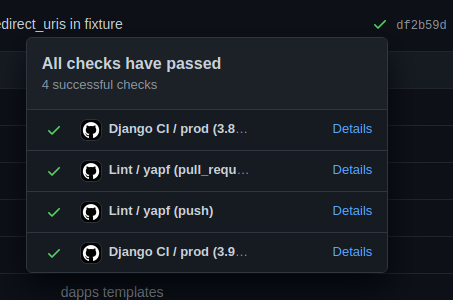 edirect_uris in fixture
df2b59d
All checks have passed
4 successful checks
Django CI / prod (3.8… Details
Lint / yapf (pull_requ… Details
Lint / yapf (push) Details
Django CI / prod (3.9… Details
dapps templates